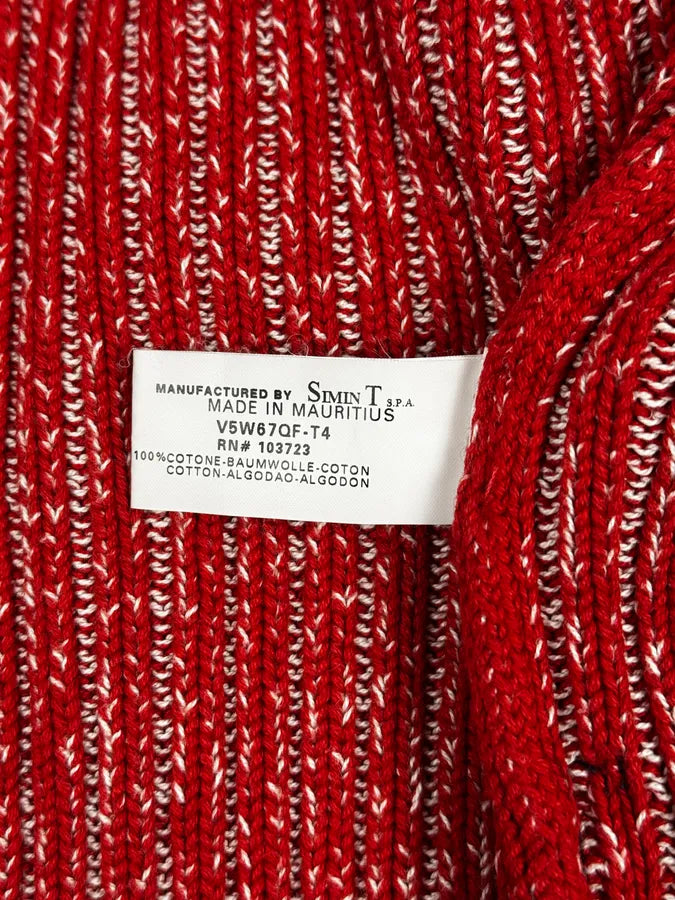 MANUFACTURED BY SIMIN T S.P.A.
MADE IN MAURITIUS
V5W67QF-T4
RN# 103723
100%COTONE-BAUMWOLLE-COTON
COTTON-ALGODAO-ALGODON